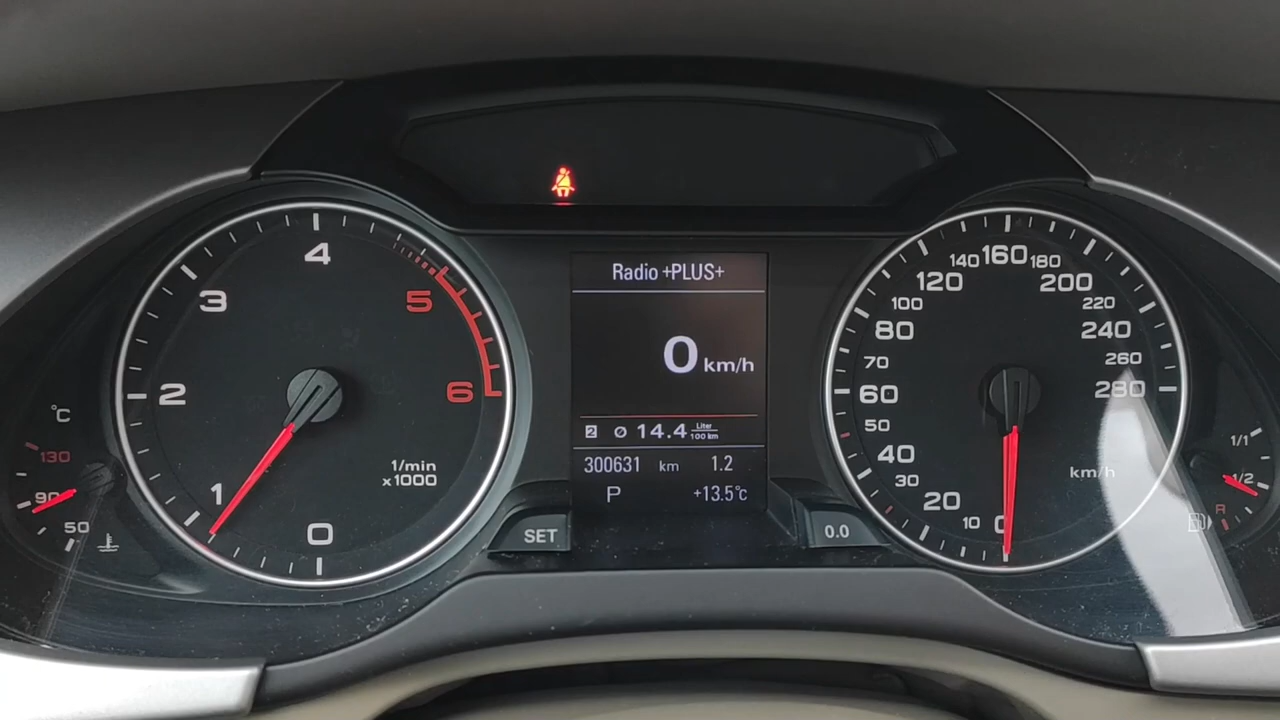 Radio +PLUS+
0 km/h
2 ⌀ 14.4 Liter
100 km
300631 km 1.2
P +13.5°C
SET
0.0
0
1
2
3
4
5
6
1/min
x1000
°C
130
90
50
0
10
20
30
40
50
60
70
80
100
120
140
160
180
200
220
240
260
280
km/h
1/1
1/2
R